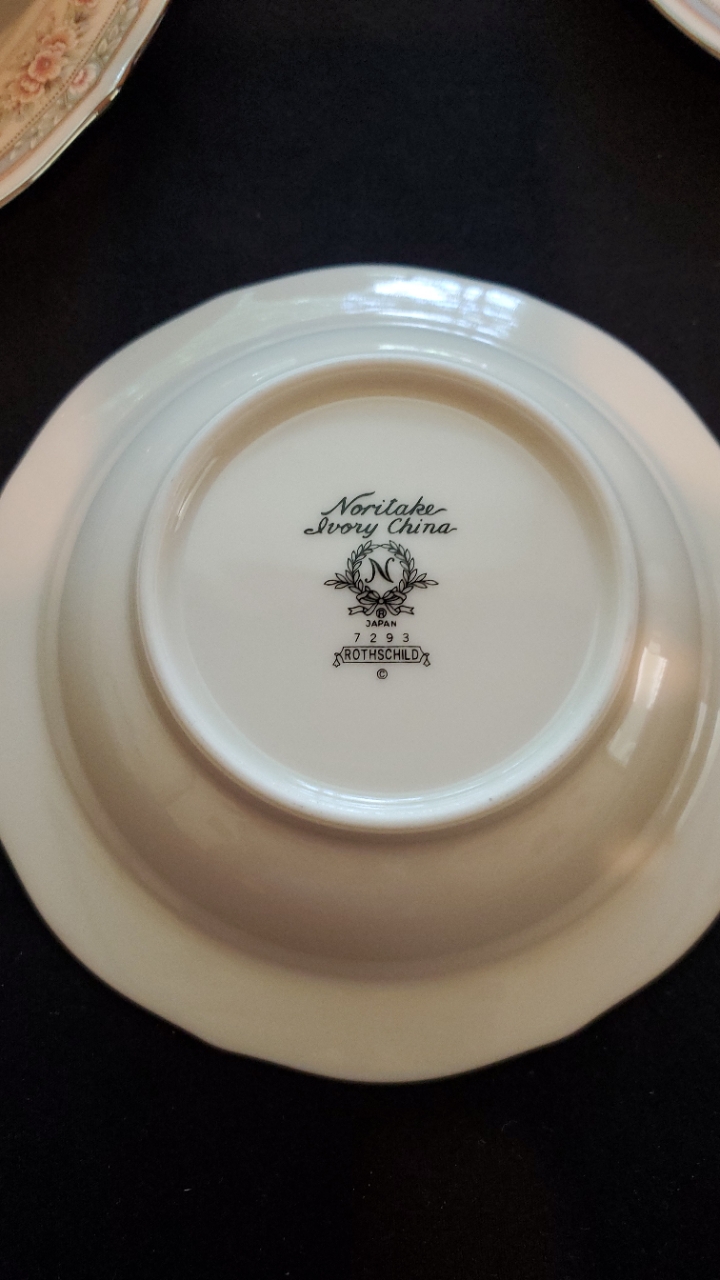 Noritake
Ivory China
N
®
JAPAN
7293
ROTHSCHILD
©